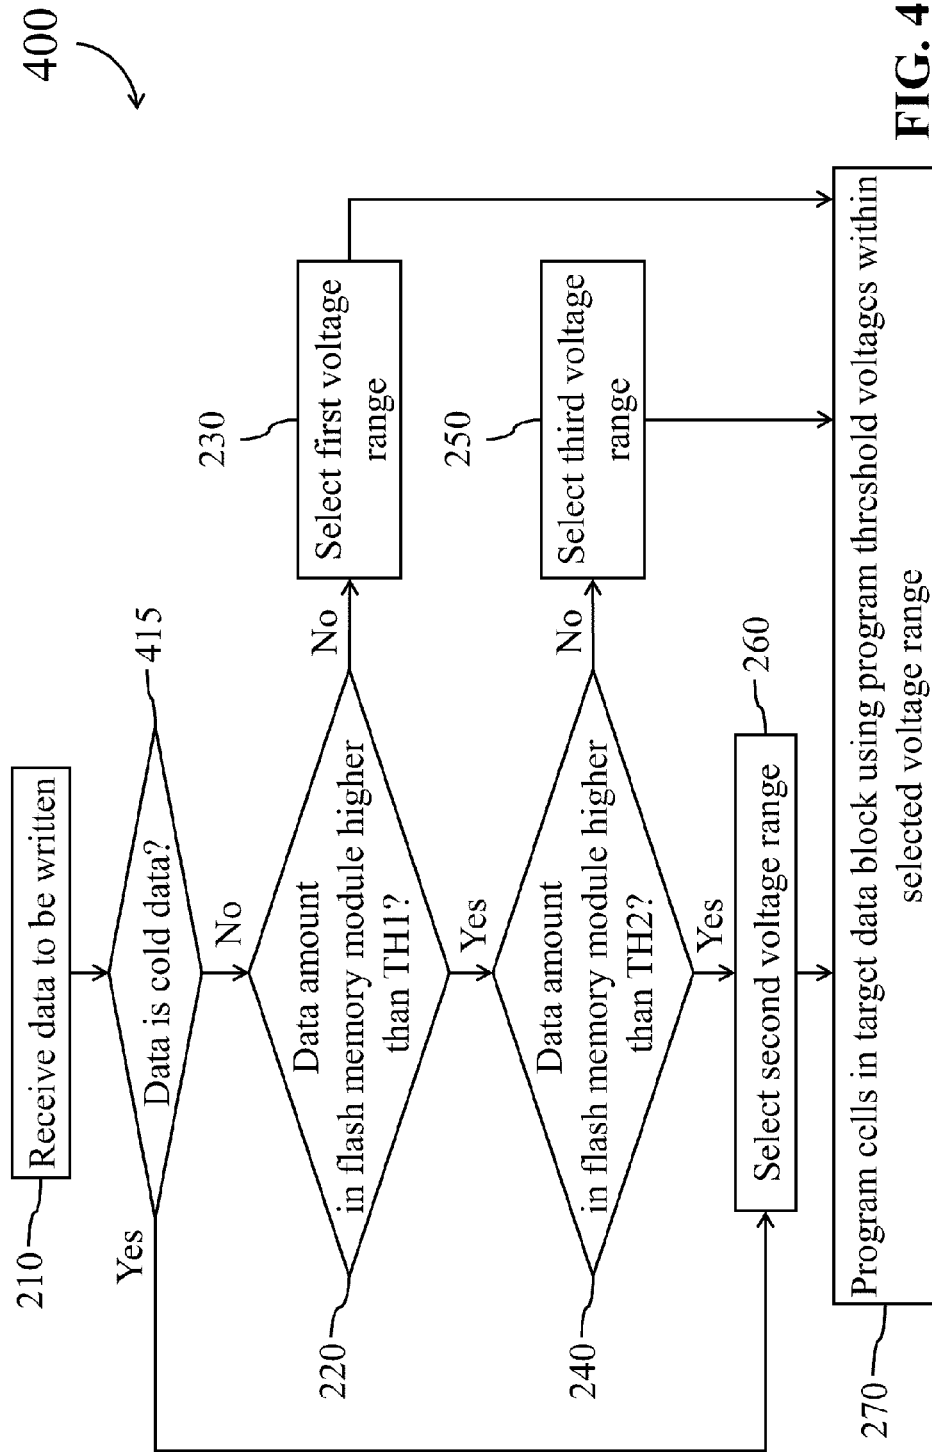 400
210
Receive data to be written
415
Data is cold data?
Yes
No
220
Data amount
in flash memory module higher
than TH1?
No
230
Select first voltage
range
Yes
240
Data amount
in flash memory module higher
than TH2?
No
250
Select third voltage
range
Yes
260
Select second voltage range
270
Program cells in target data block using program threshold voltages within
selected voltage range
FIG. 4